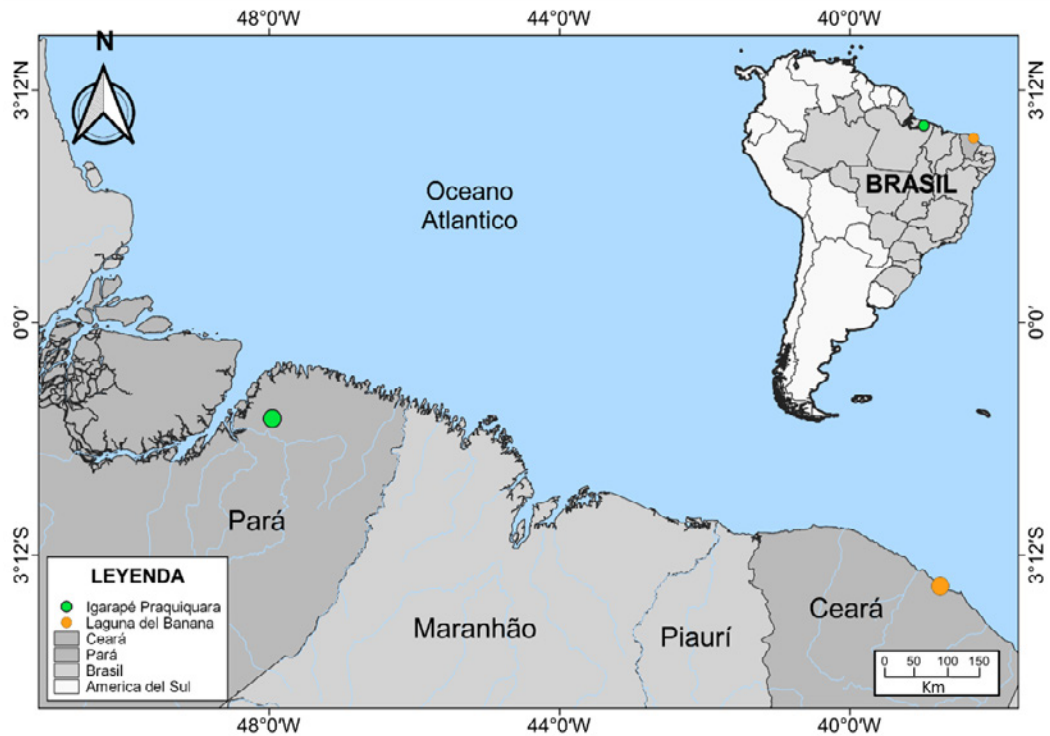 48°0'W
44°0'W
40°0'W
N
3°12'N
3°12'N
Oceano
Atlantico
BRASIL
0°0'
0°0'
Pará
3°12'S
3°12'S
LEYENDA
Igarapé Praquiquara
Laguna del Banana
Ceará
Pará
Brasil
America del Sul
Maranhão
Piaurí
Ceará
0 50 100 150
Km
48°0'W
44°0'W
40°0'W